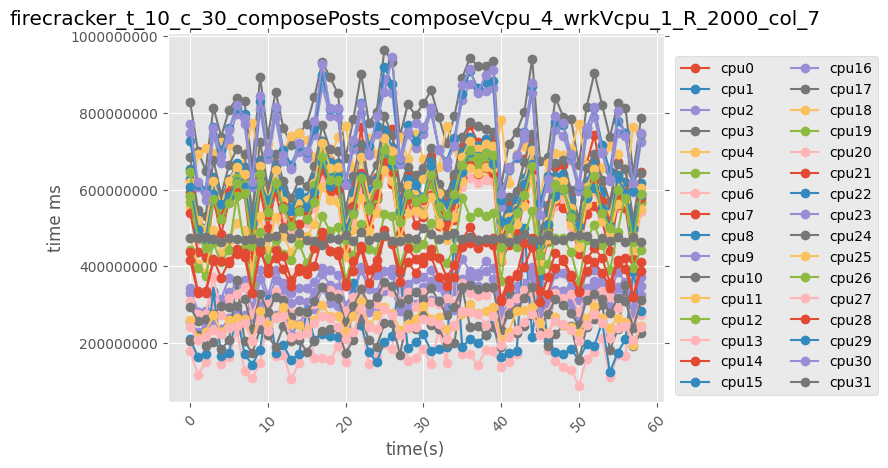 firecracker_t_10_c_30_composePosts_composeVcpu_4_wrkVcpu_1_R_2000_col_7
1000000000
800000000
600000000
400000000
200000000
time ms
0
10
20
30
40
50
60
time(s)
cpu0
cpu1
cpu2
cpu3
cpu4
cpu5
cpu6
cpu7
cpu8
cpu9
cpu10
cpu11
cpu12
cpu13
cpu14
cpu15
cpu16
cpu17
cpu18
cpu19
cpu20
cpu21
cpu22
cpu23
cpu24
cpu25
cpu26
cpu27
cpu28
cpu29
cpu30
cpu31